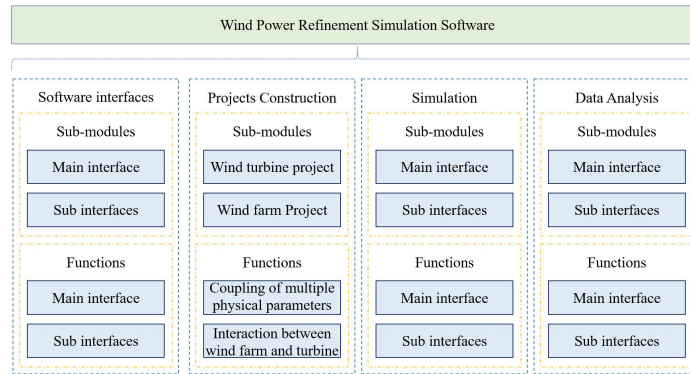 Wind Power Refinement Simulation Software
Software interfaces
Sub-modules
Main interface
Sub interfaces
Functions
Main interface
Sub interfaces
Projects Construction
Sub-modules
Wind turbine project
Wind farm Project
Functions
Coupling of multiple
physical parameters
Interaction between
wind farm and turbine
Simulation
Sub-modules
Main interface
Sub interfaces
Functions
Main interface
Sub interfaces
Data Analysis
Sub-modules
Main interface
Sub interfaces
Functions
Main interface
Sub interfaces